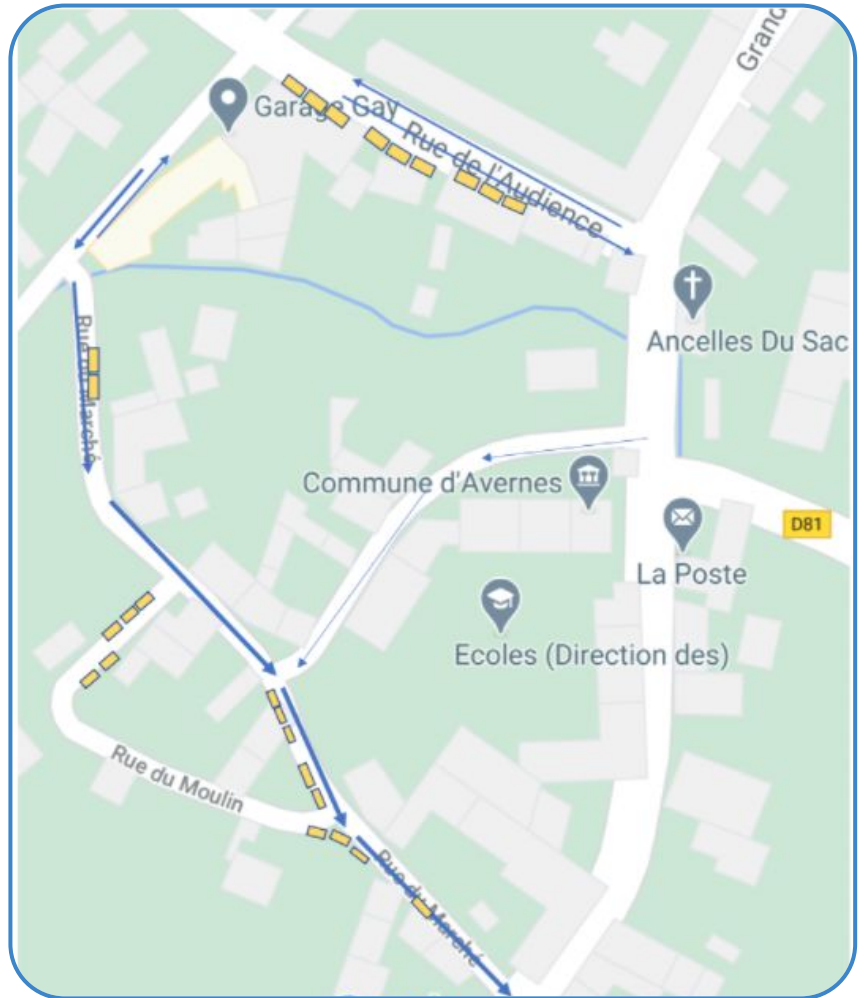 Grand
Garage Gay
Rue de l'Audience
Ancelles Du Sac
Rue du Marché
Commune d'Avernes
D81
La Poste
Ecoles (Direction des)
Rue du Moulin
Rue du Marché